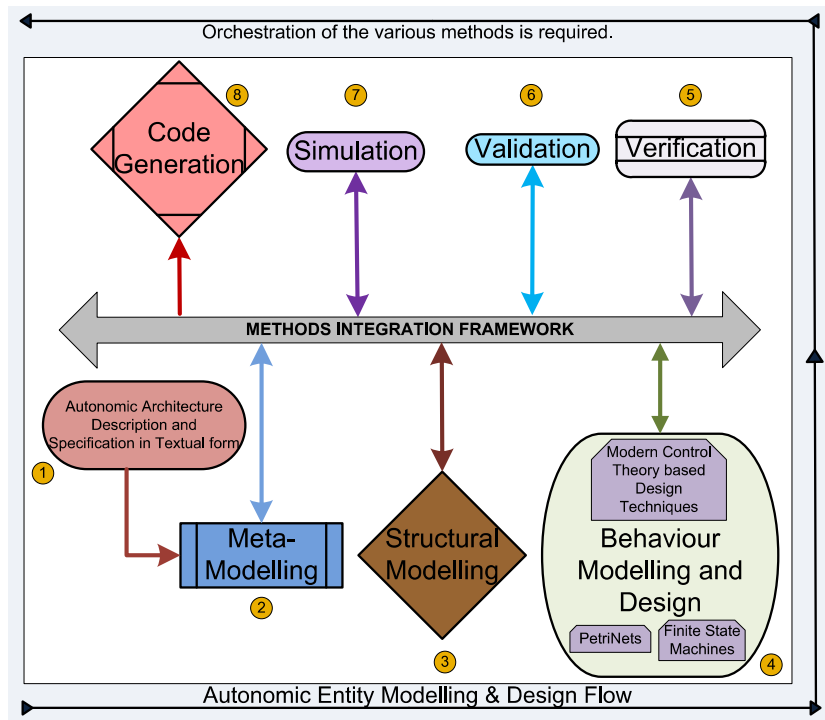 Orchestration of the various methods is required.
8
7
6
5
Code
Generation
Simulation
Validation
Verification
METHODS INTEGRATION FRAMEWORK
Autonomic Architecture
Description and
Specification in Textual form
1
Meta-
Modelling
2
Structural
Modelling
3
Modern Control
Theory based
Design
Techniques
Behaviour
Modelling and
Design
PetriNets
Finite State
Machines
4
Autonomic Entity Modelling & Design Flow